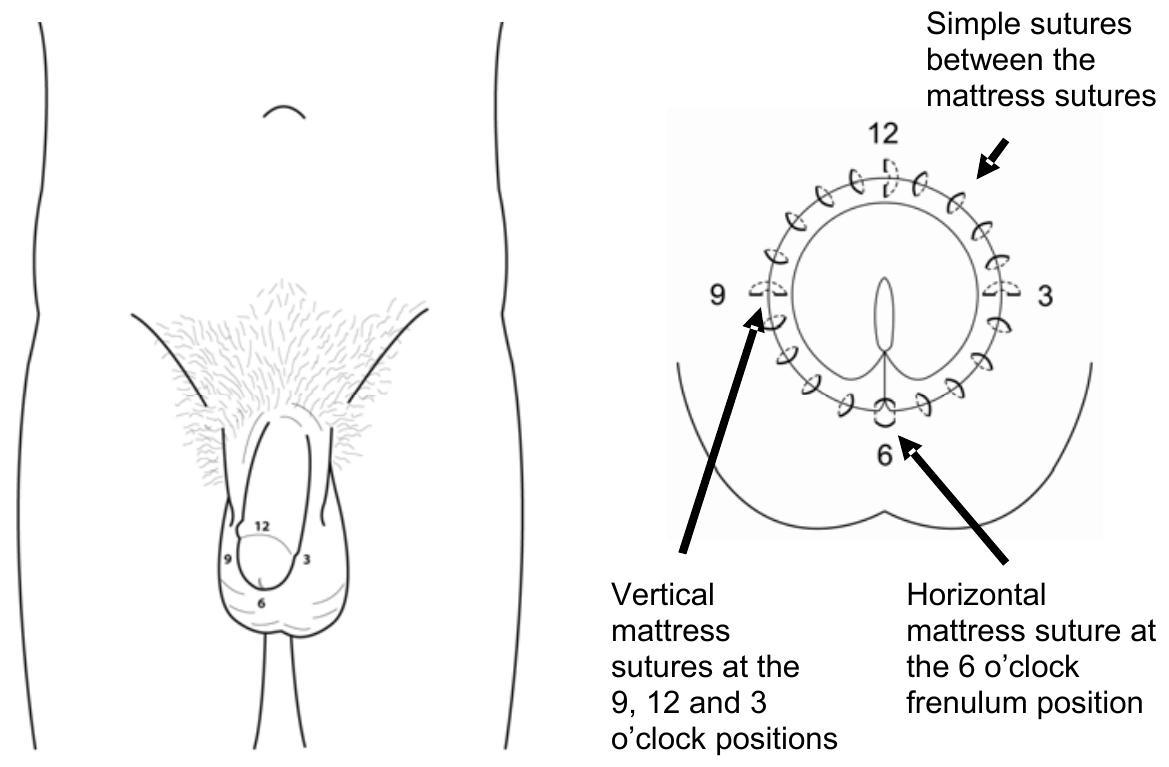 Simple sutures
between the
mattress sutures
12
9
3
6
12
9
3
6
Vertical
mattress
sutures at the
9, 12 and 3
o’clock positions
Horizontal
mattress suture at
the 6 o’clock
frenulum position